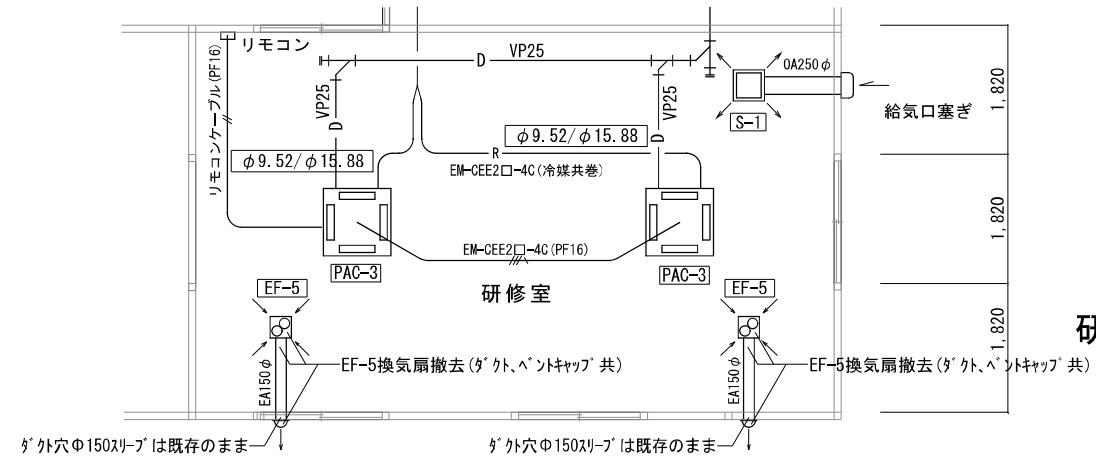 リモコン
リモコンケーブル(PF16)
D
VP25
VP25
D
VP25
D
OA250φ
S-1
給気口塞ぎ
1,820
φ9.52/φ15.88
φ9.52/φ15.88
R
EM-CEE2□-4C(冷媒共巻)
1,820
EM-CEE2□-4C(PF16)
PAC-3
PAC-3
研修室
EF-5
EF-5
1,820
研
EA150φ
EF-5換気扇撤去(ダクト、ベントキャップ共)
EA150φ
EF-5換気扇撤去(ダクト、ベントキャップ共)
ダクト穴Φ150スリーブは既存のまま
ダクト穴Φ150スリーブは既存のまま